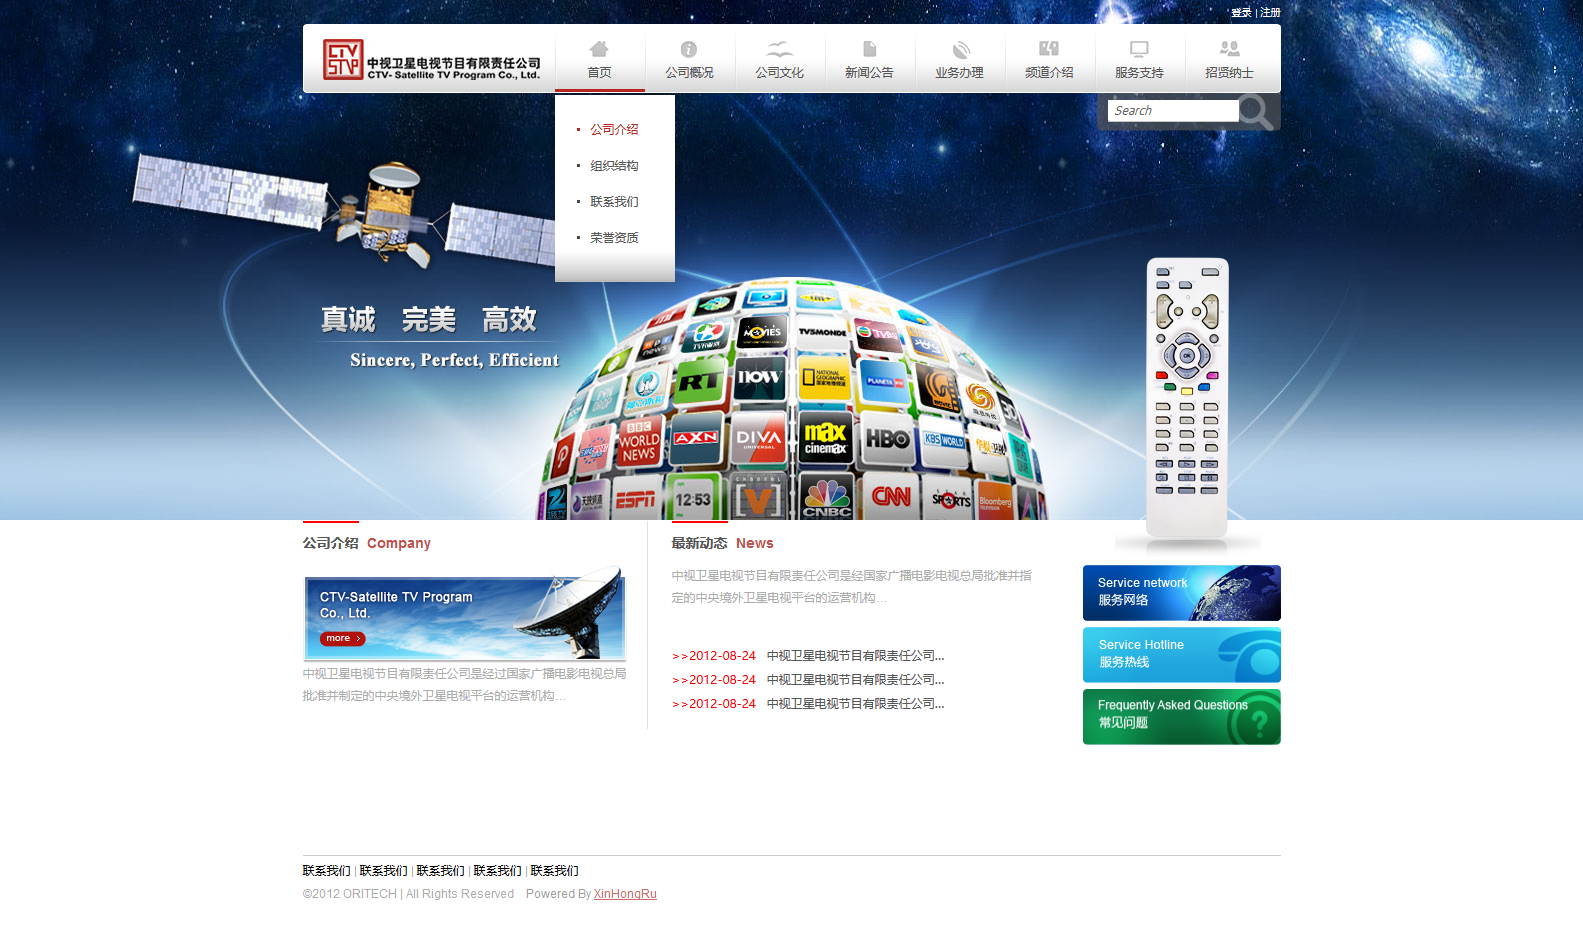 登录 | 注册
CTV
STV
中视卫星电视节目有限责任公司
CTV- Satellite TV Program Co., Ltd.
首页
公司概况
公司文化
新闻公告
业务办理
频道介绍
服务支持
招贤纳士
Search
公司介绍
组织结构
联系我们
荣誉资质
真诚 完美 高效
Sincere, Perfect, Efficient
MOVIES
TV5MONDE
TVBS
RT
now
NATIONAL GEOGRAPHIC
国家地理频道
PLANETA
BBC
WORLD
NEWS
AXN
DIVA
UNIVERSAL
max
cinemax
HBO
KBS WORLD
ESPN
12:53
CHANNEL
V
CNBC
CNN
STAR
SPORTS
Bloomberg
TELEVISION
公司介绍 Company
CTV-Satellite TV Program
Co., Ltd.
more >
中视卫星电视节目有限责任公司是经过国家广播电影电视总局
批准并制定的中央境外卫星电视平台的运营机构...
最新动态 News
中视卫星电视节目有限责任公司是经国家广播电影电视总局批准并指
定的中央境外卫星电视平台的运营机构...
>>2012-08-24 中视卫星电视节目有限责任公司...
>>2012-08-24 中视卫星电视节目有限责任公司...
>>2012-08-24 中视卫星电视节目有限责任公司...
Service network
服务网络
Service Hotline
服务热线
Frequently Asked Questions
常见问题
联系我们 | 联系我们 | 联系我们 | 联系我们 | 联系我们
©2012 ORITECH | All Rights Reserved Powered By XinHongRu